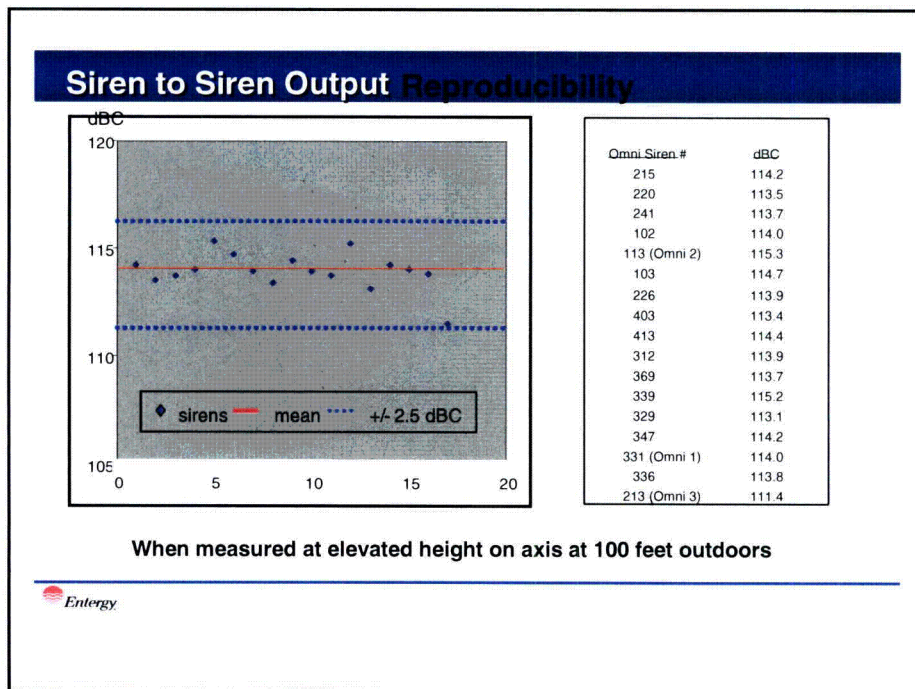 Siren to Siren Output Reproducibility
dBC
120
115
110
105
0 5 10 15 20
sirens mean +/- 2.5 dBC
Omni Siren # dBC
215 114.2
220 113.5
241 113.7
102 114.0
113 (Omni 2) 115.3
103 114.7
226 113.9
403 113.4
413 114.4
312 113.9
369 113.7
339 115.2
329 113.1
347 114.2
331 (Omni 1) 114.0
336 113.8
213 (Omni 3) 111.4
When measured at elevated height on axis at 100 feet outdoors
Entergy